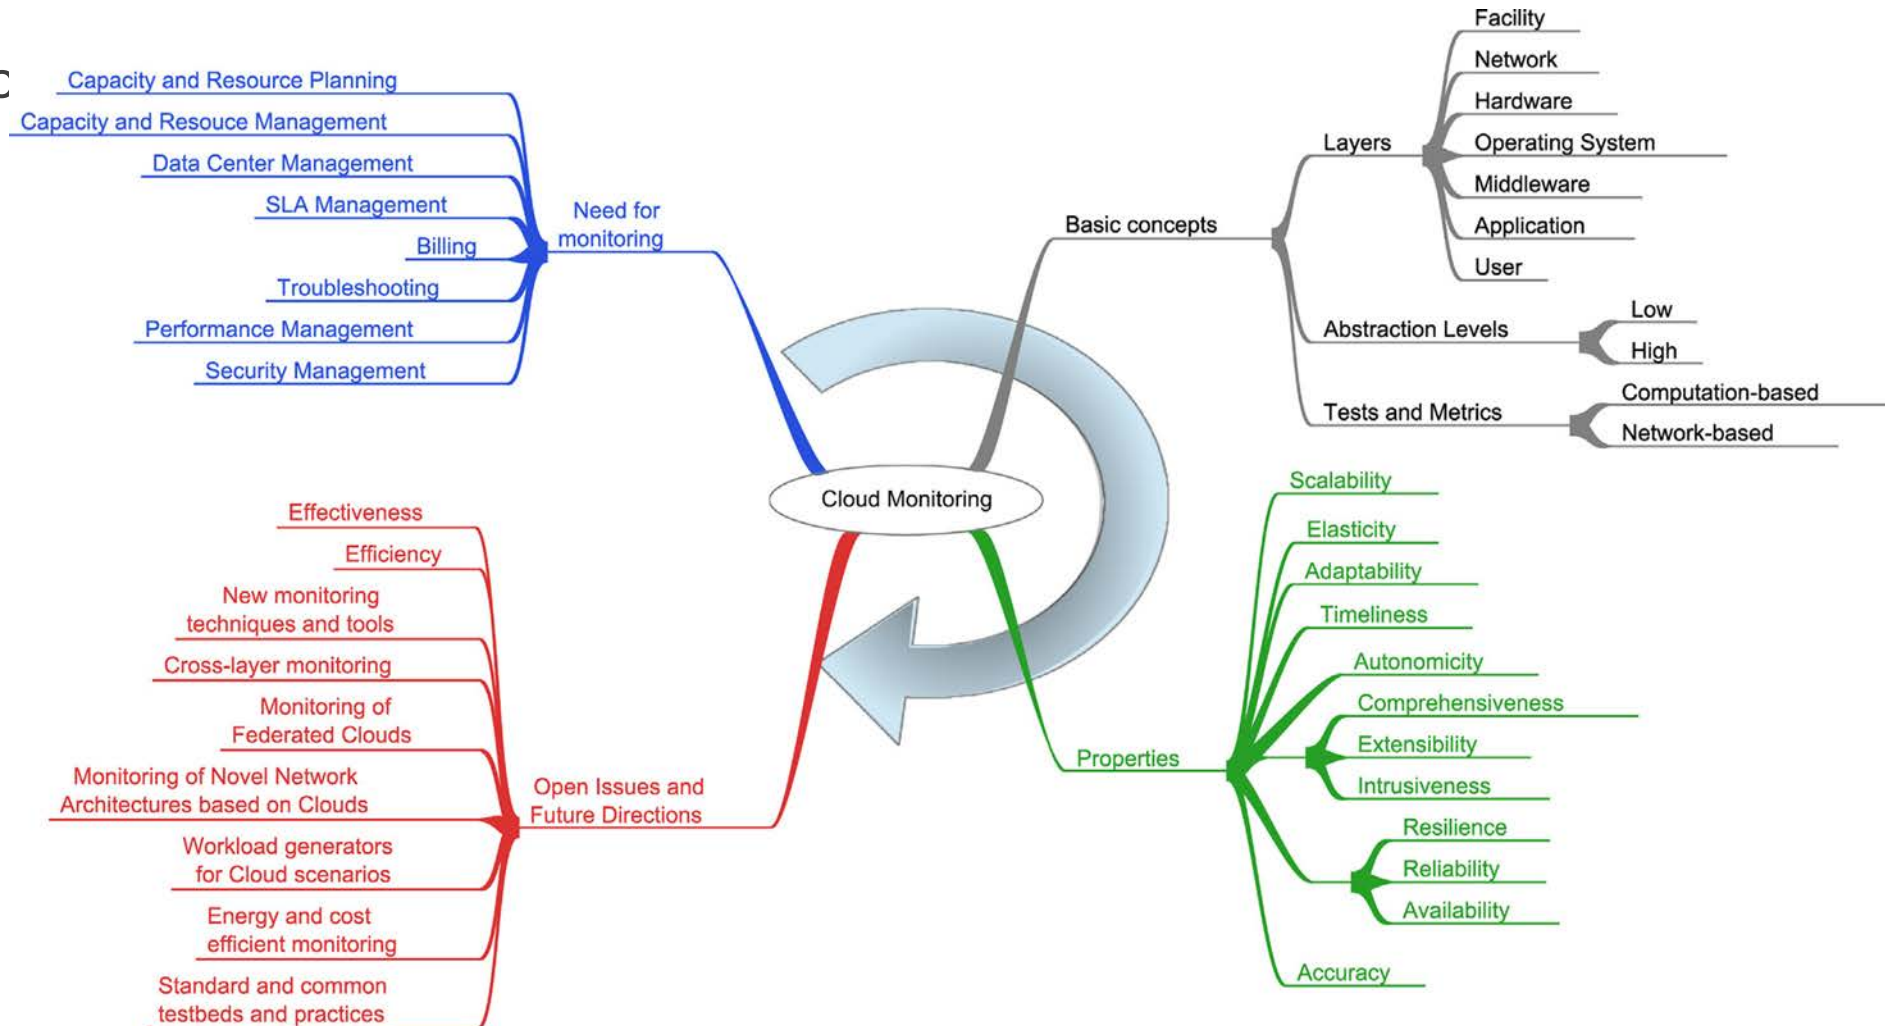 Capacity and Resource Planning
Capacity and Resouce Management
Data Center Management
SLA Management
Billing
Troubleshooting
Performance Management
Security Management
Need for
monitoring
Basic concepts
Layers
Facility
Network
Hardware
Operating System
Middleware
Application
User
Abstraction Levels
Low
High
Tests and Metrics
Computation-based
Network-based
Cloud Monitoring
Effectiveness
Efficiency
New monitoring
techniques and tools
Cross-layer monitoring
Monitoring of
Federated Clouds
Monitoring of Novel Network
Architectures based on Clouds
Workload generators
for Cloud scenarios
Energy and cost
efficient monitoring
Standard and common
testbeds and practices
Open Issues and
Future Directions
Properties
Scalability
Elasticity
Adaptability
Timeliness
Autonomicity
Comprehensiveness
Extensibility
Intrusiveness
Resilience
Reliability
Availability
Accuracy